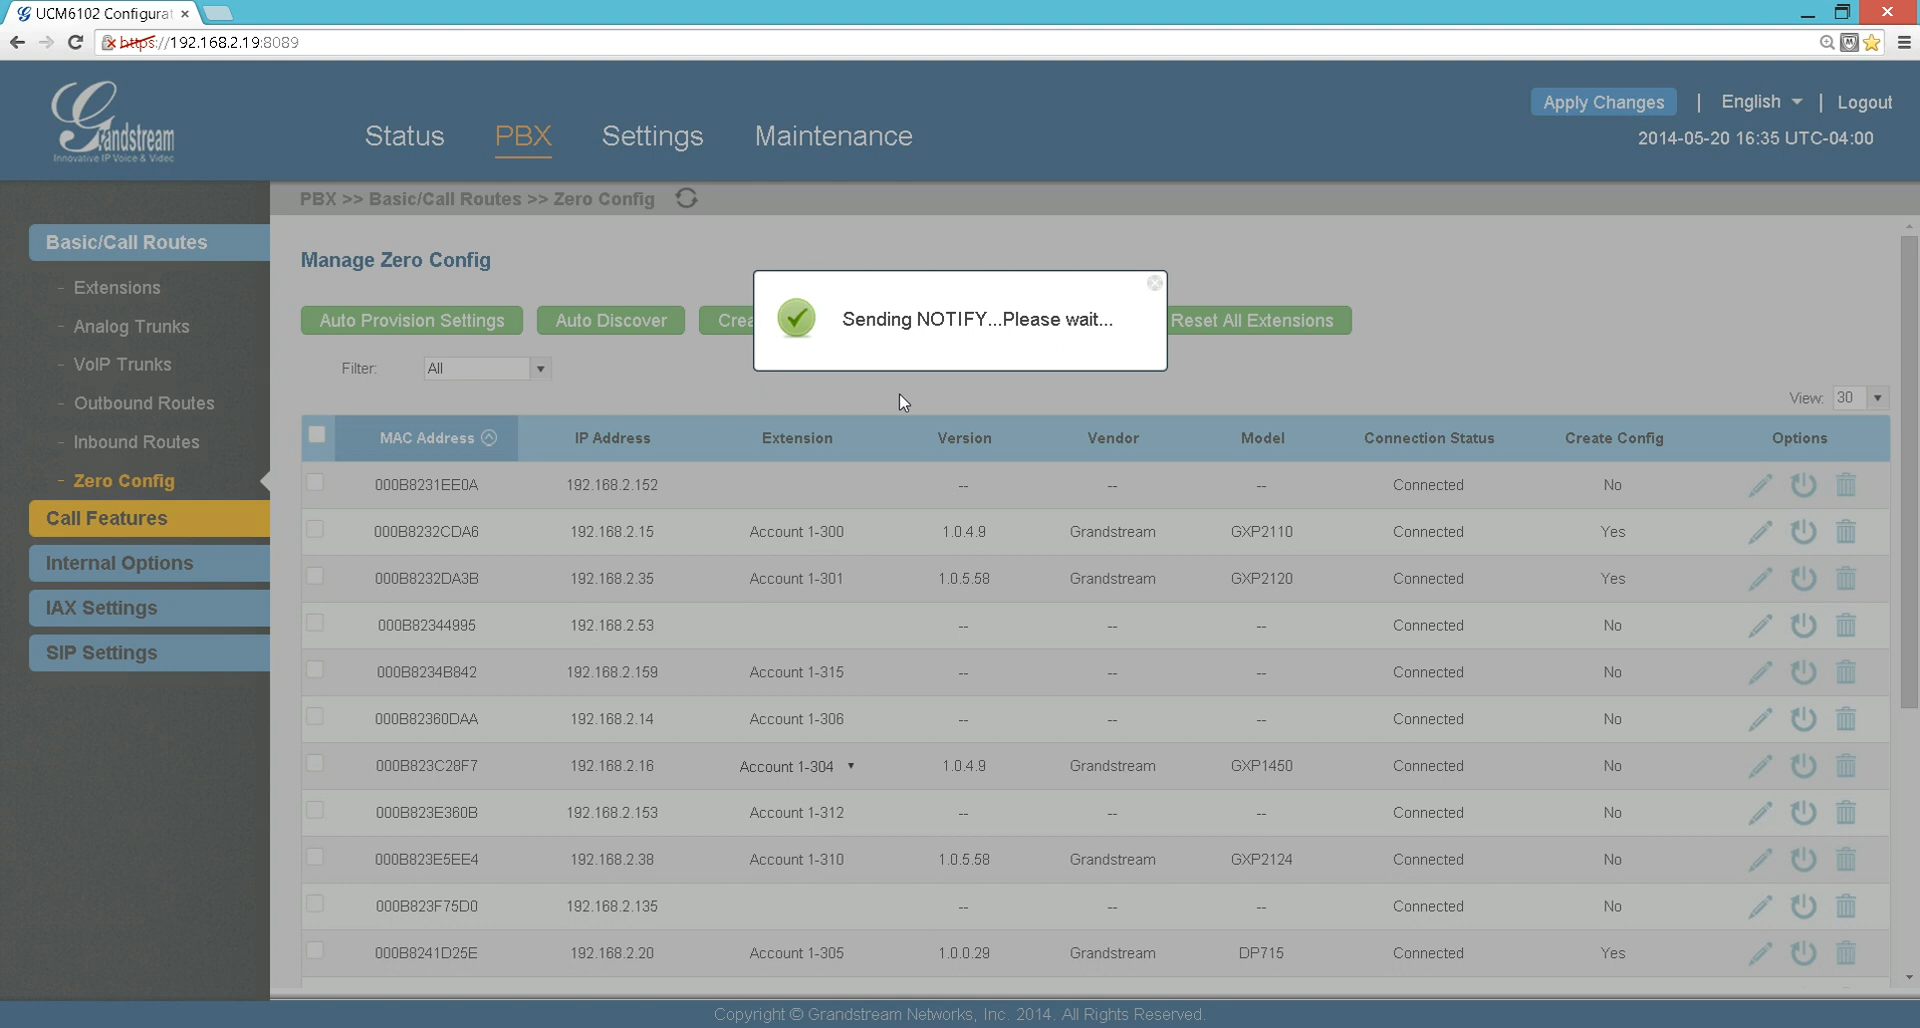 UCM6102 Configurat
https://192.168.2.19:8089
Grandstream
Innovative IP Voice & Video
Status PBX Settings Maintenance
Apply Changes | English | Logout
2014-05-20 16:35 UTC-04:00
PBX >> Basic/Call Routes >> Zero Config
Basic/Call Routes
- Extensions
- Analog Trunks
- VoIP Trunks
- Outbound Routes
- Inbound Routes
- Zero Config
Call Features
Internal Options
IAX Settings
SIP Settings
Manage Zero Config
Auto Provision Settings Auto Discover Crea Reset All Extensions
Sending NOTIFY...Please wait...
Filter: All
View: 30
MAC Address IP Address Extension Version Vendor Model Connection Status Create Config Options
000B8231EE0A 192.168.2.152 -- -- -- Connected No
000B8232CDA6 192.168.2.15 Account 1-300 1.0.4.9 Grandstream GXP2110 Connected Yes
000B8232DA3B 192.168.2.35 Account 1-301 1.0.5.58 Grandstream GXP2120 Connected Yes
000B82344995 192.168.2.53 -- -- -- Connected No
000B8234B842 192.168.2.159 Account 1-315 -- -- -- Connected No
000B82360DAA 192.168.2.14 Account 1-306 -- -- -- Connected No
000B823C28F7 192.168.2.16 Account 1-304 1.0.4.9 Grandstream GXP1450 Connected No
000B823E360B 192.168.2.153 Account 1-312 -- -- -- Connected No
000B823E5EE4 192.168.2.38 Account 1-310 1.0.5.58 Grandstream GXP2124 Connected No
000B823F75D0 192.168.2.135 -- -- -- Connected No
000B8241D25E 192.168.2.20 Account 1-305 1.0.0.29 Grandstream DP715 Connected Yes
Copyright © Grandstream Networks, Inc. 2014. All Rights Reserved.